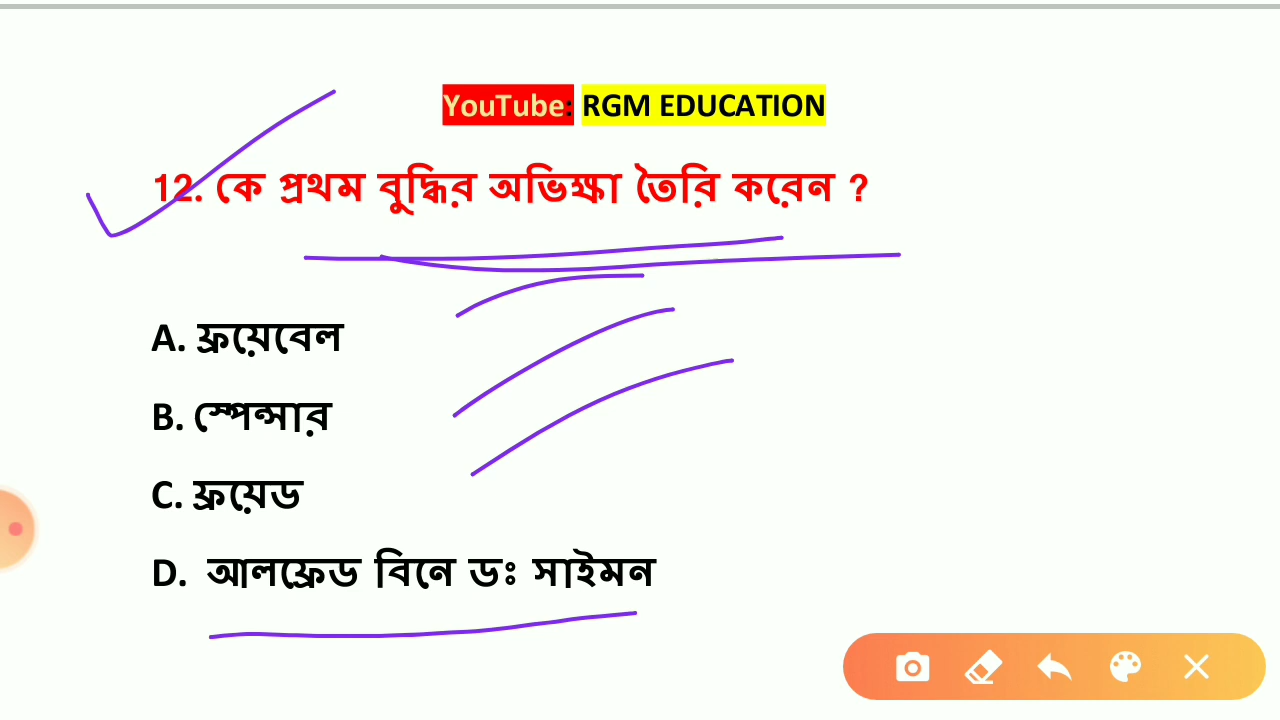 YouTube: RGM EDUCATION
12. কে প্রথম বুদ্ধির অভিক্ষা তৈরি করেন ?
A. ফ্রয়েবেল
B. স্পেন্সার
C. ফ্রয়েড
D. আলফ্রেড বিনে ডঃ সাইমন